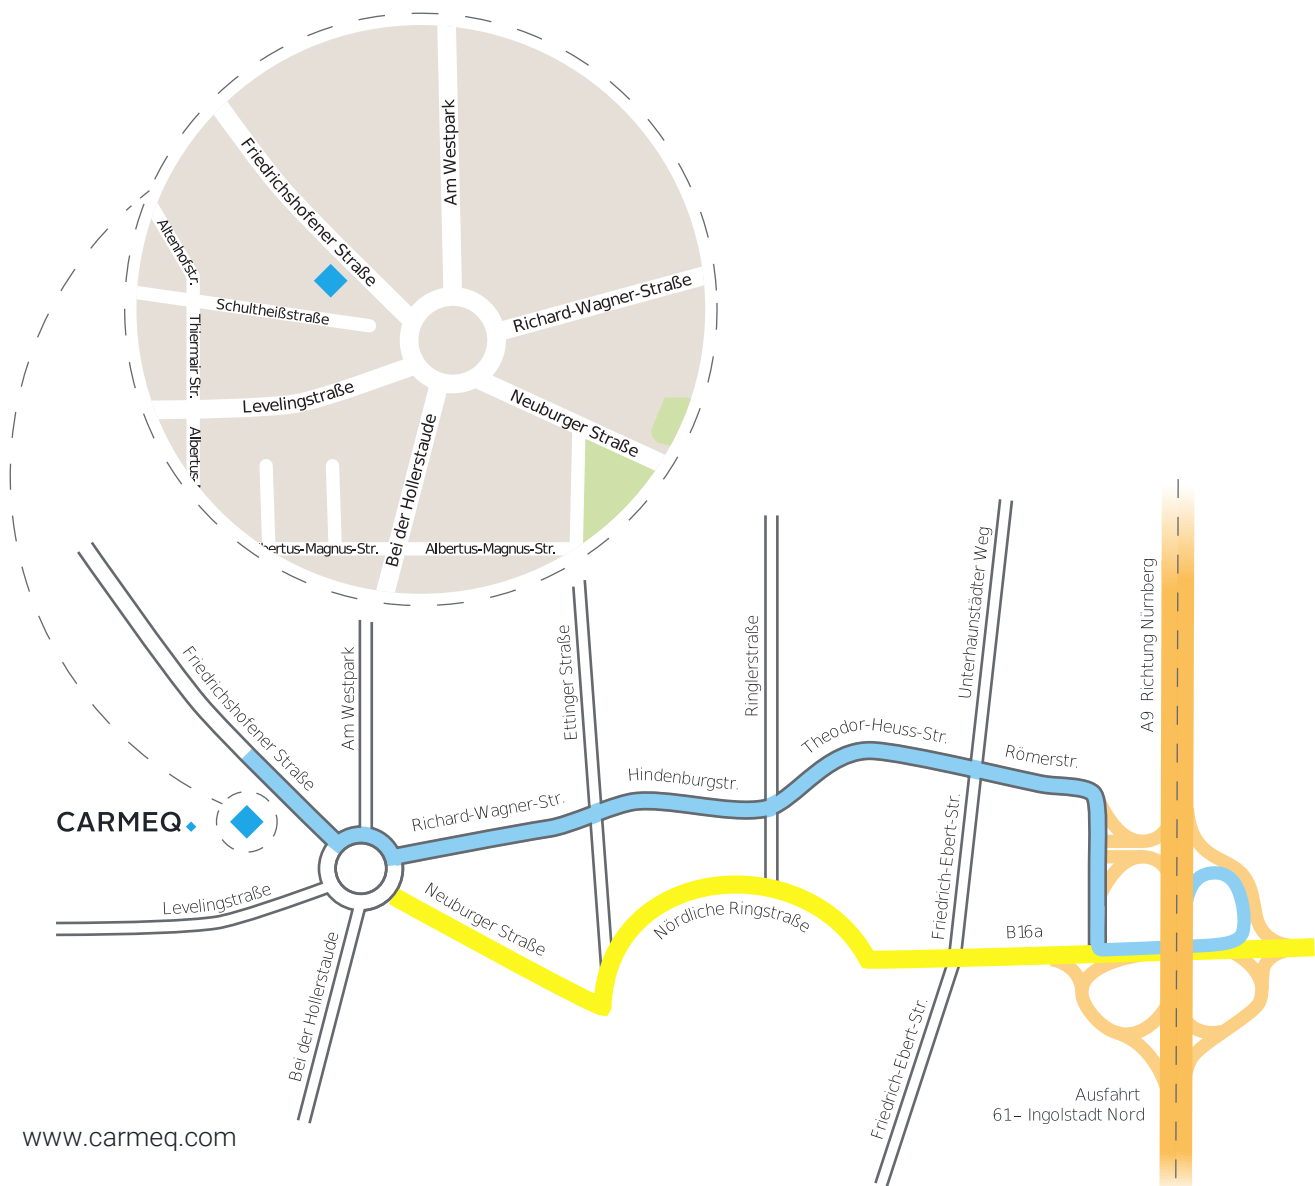 Am Westpark
Friedrichshofener Straße
Altenhofstr.
Richard-Wagner-Straße
Schultheißstraße
Thiermair Str.
Levelingstraße
Neuburger Straße
Albertus-
Bei der Hollerstaude
bertus-Magnus-Str.
Albertus-Magnus-Str.
Unterhaunstädter Weg
A9 Richtung Nürnberg
Ringlerstraße
Ettinger Straße
Am Westpark
Friedrichshofener Straße
Theodor-Heuss-Str.
Römerstr.
Hindenburgstr.
Richard-Wagner-Str.
CARMEQ
Friedrich-Ebert-Str.
Levelingstraße
Neuburger Straße
Nördliche Ringstraße
B16a
Bei der Hollerstaude
Friedrich-Ebert-Str.
Ausfahrt
61– Ingolstadt Nord
www.carmeq.com